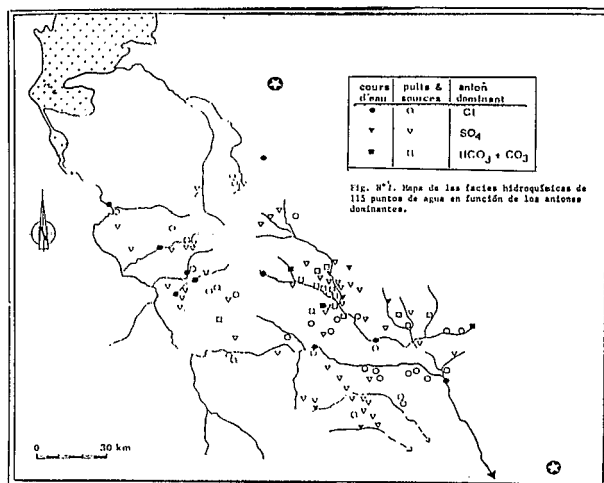 cours d'eau
puits & sources
anion dominant
Cl
SO4
HCO3 + CO3
Fig. N°1. Mapa de las facies hidroquímicas de
115 puntos de agua en función de los aniones
dominantes.
0 30 km